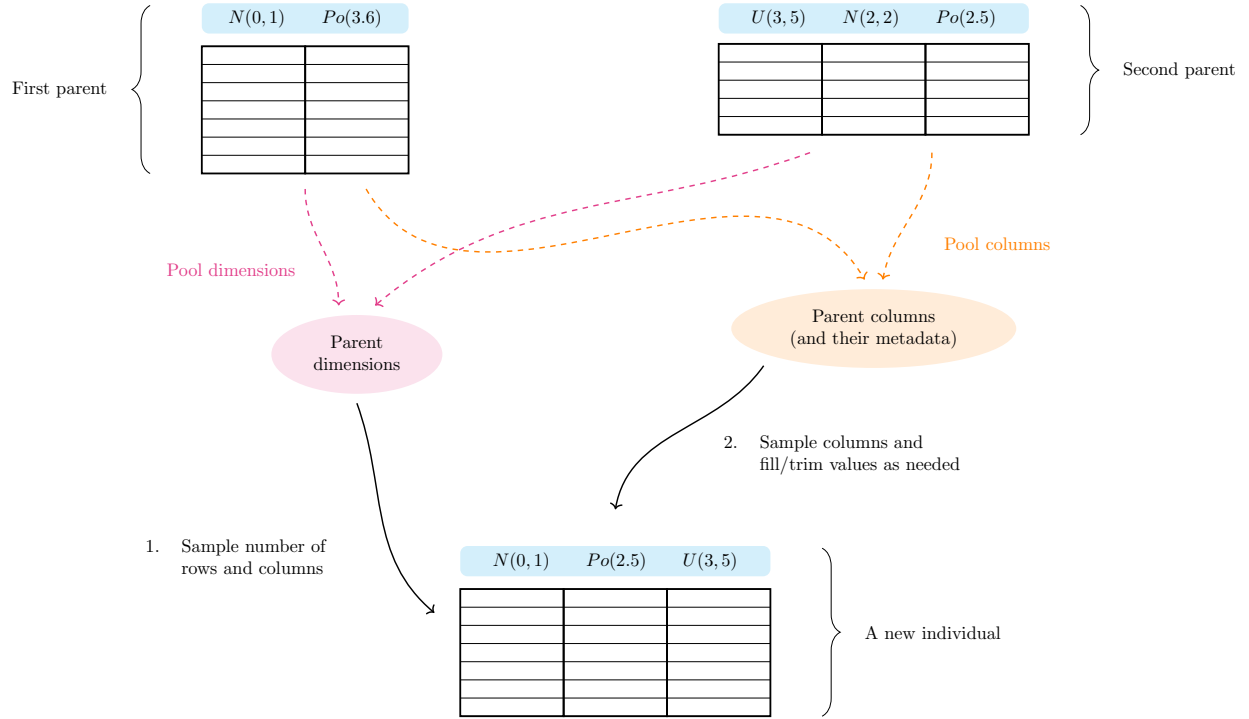 N(0, 1) Po(3.6)
U(3, 5) N(2, 2) Po(2.5)
First parent
Second parent
Pool dimensions
Pool columns
Parent
dimensions
Parent columns
(and their metadata)
2. Sample columns and
fill/trim values as needed
1. Sample number of
rows and columns
N(0, 1) Po(2.5) U(3, 5)
A new individual